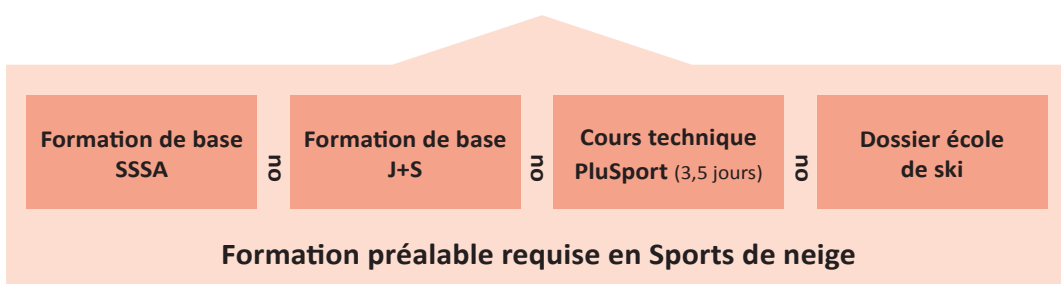 Formation de base
SSSA
ou
Formation de base
J+S
ou
Cours technique
PluSport (3,5 jours)
ou
Dossier école
de ski
Formation préalable requise en Sports de neige